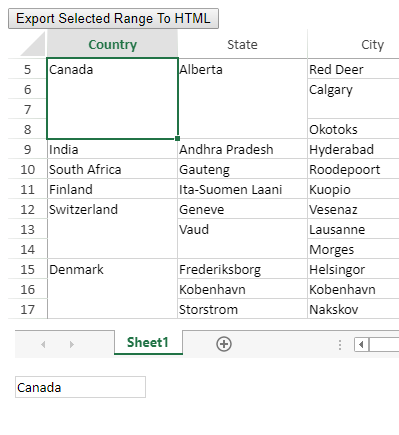 Export Selected Range To HTML
Country State City
5 Canada Alberta Red Deer
6 Calgary
7
8 Okotoks
9 India Andhra Pradesh Hyderabad
10 South Africa Gauteng Roodepoort
11 Finland Ita-Suomen Laani Kuopio
12 Switzerland Geneve Vesenaz
13 Vaud Lausanne
14 Morges
15 Denmark Frederiksborg Helsingor
16 Kobenhavn Kobenhavn
17 Storstrom Nakskov
Sheet1
Canada